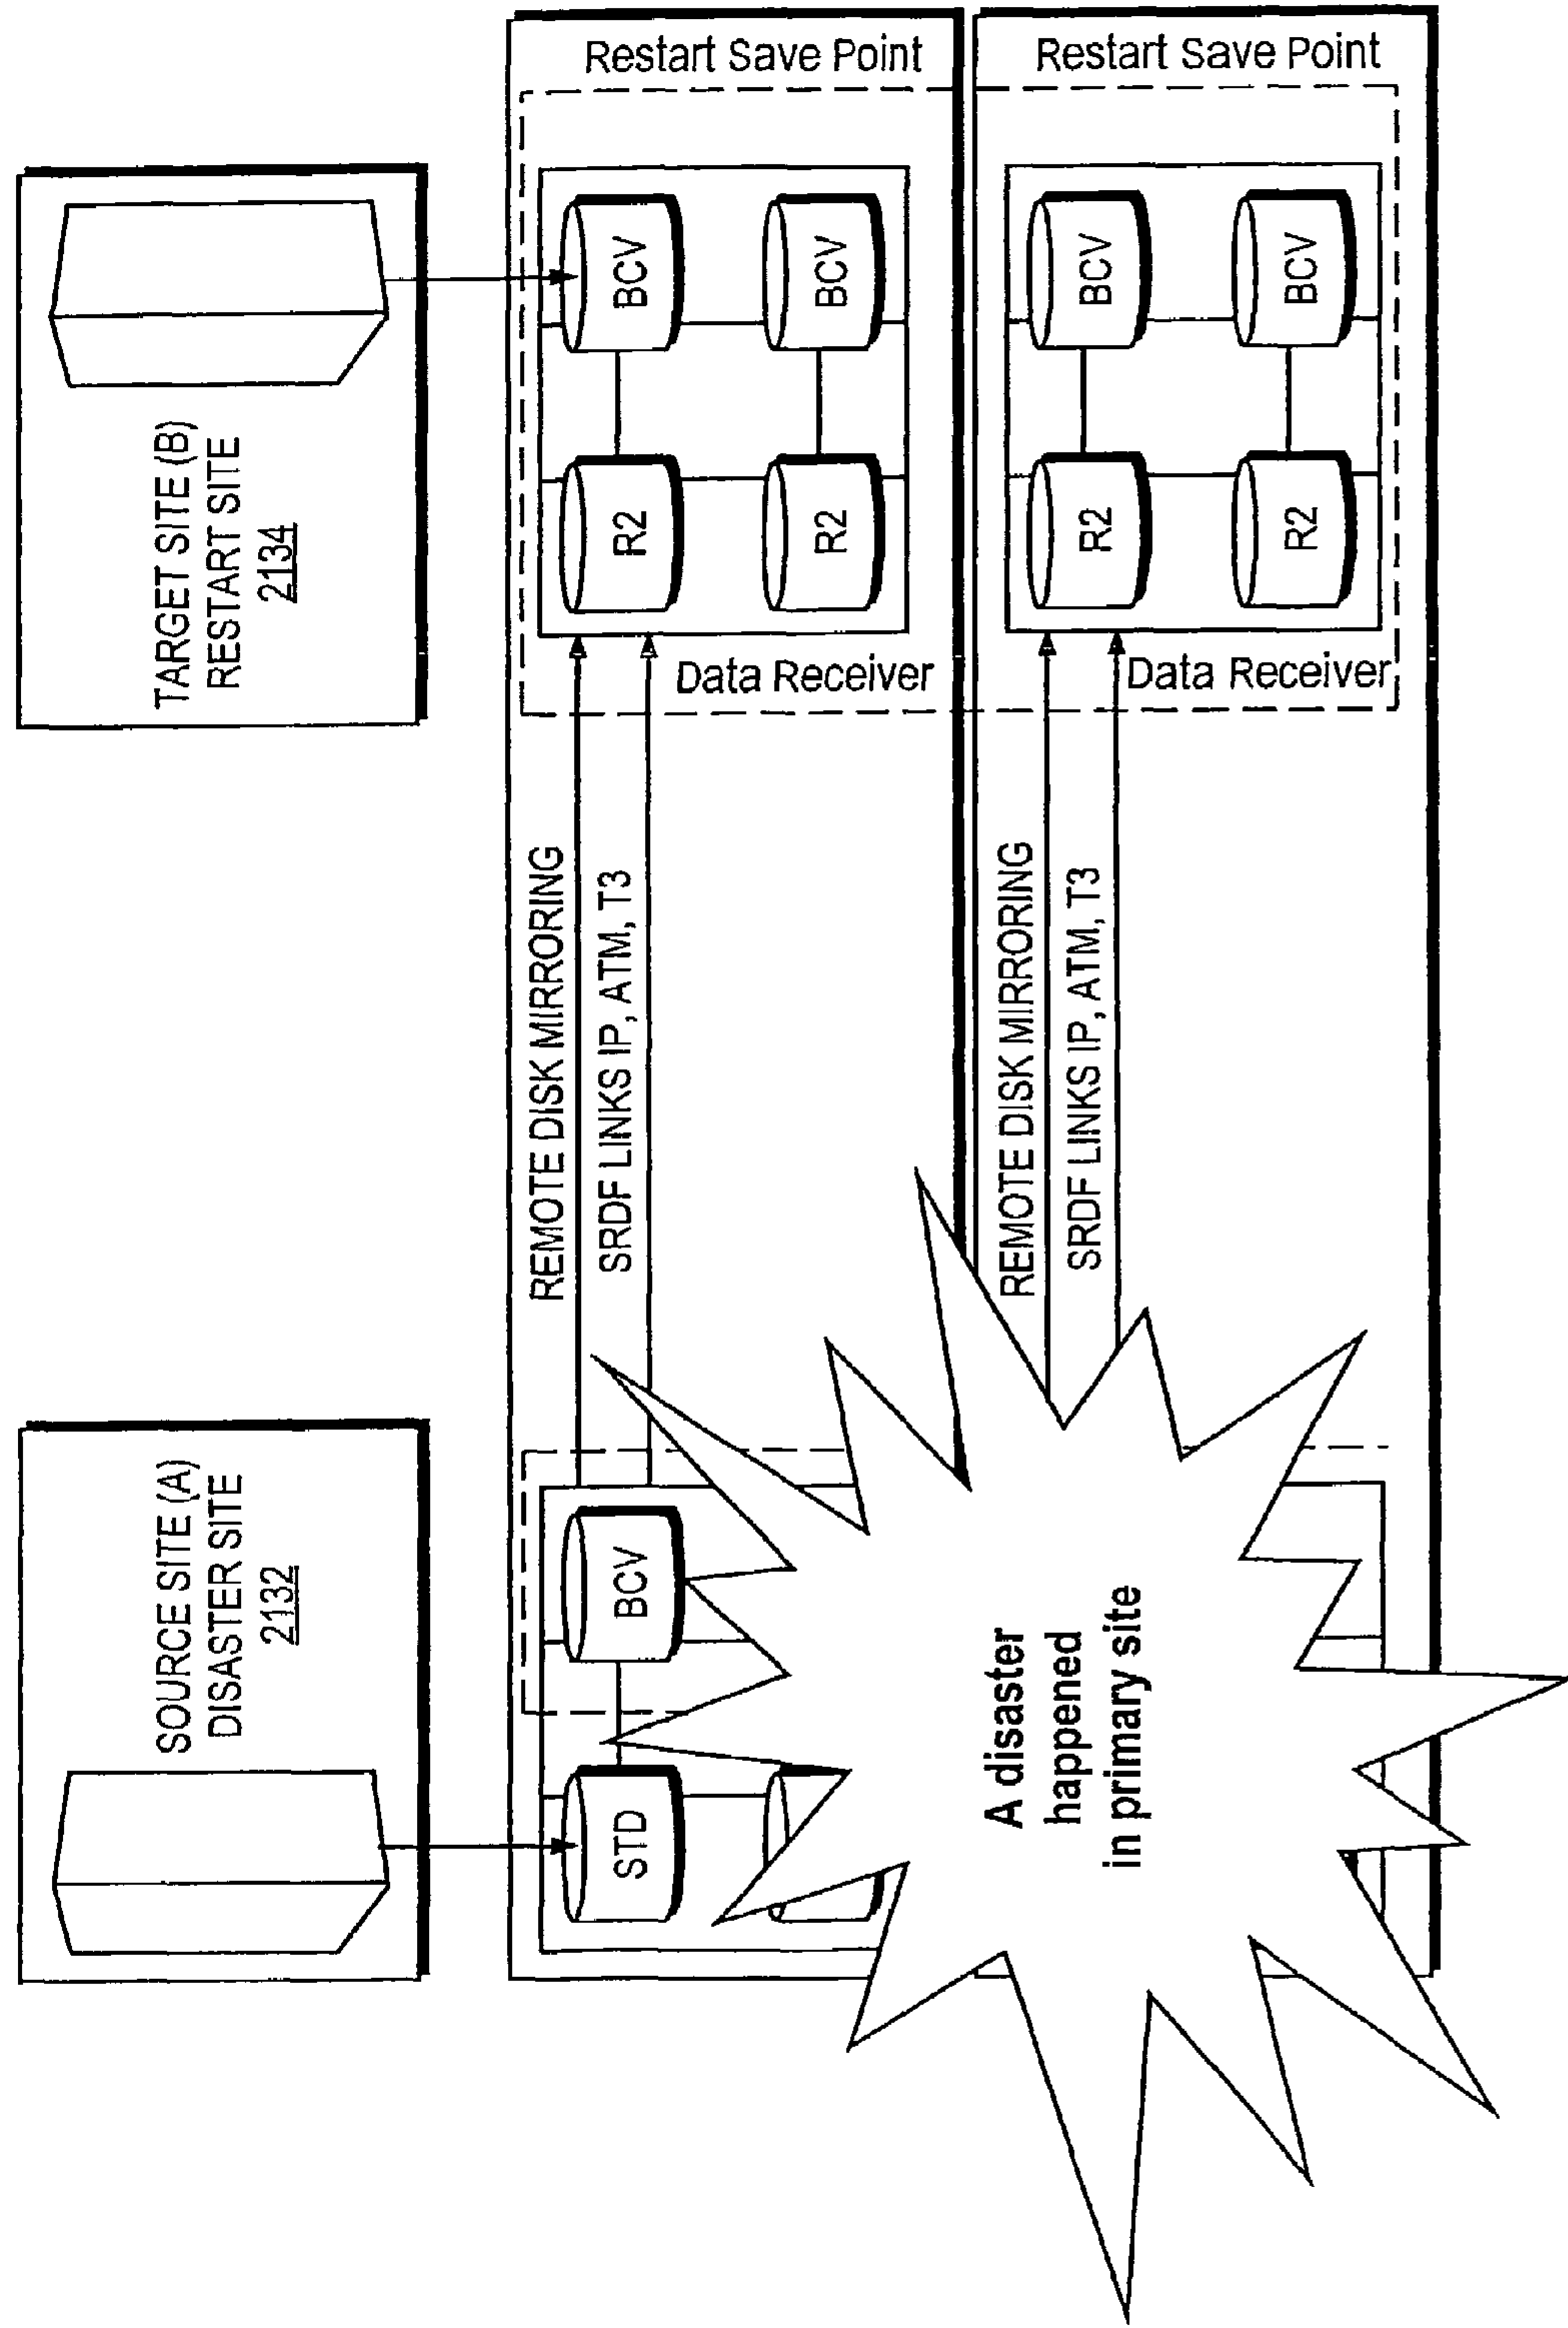 SOURCE SITE (A)
DISASTER SITE
2132
TARGET SITE (B)
RESTART SITE
2134
Restart Save Point
REMOTE DISK MIRRORING
SRDF LINKS IP, ATM, T3
STD
BCV
R2
BCV
R2
BCV
Data Receiver
Restart Save Point
REMOTE DISK MIRRORING
SRDF LINKS IP, ATM, T3
R2
BCV
R2
BCV
Data Receiver
A disaster
happened
in primary site